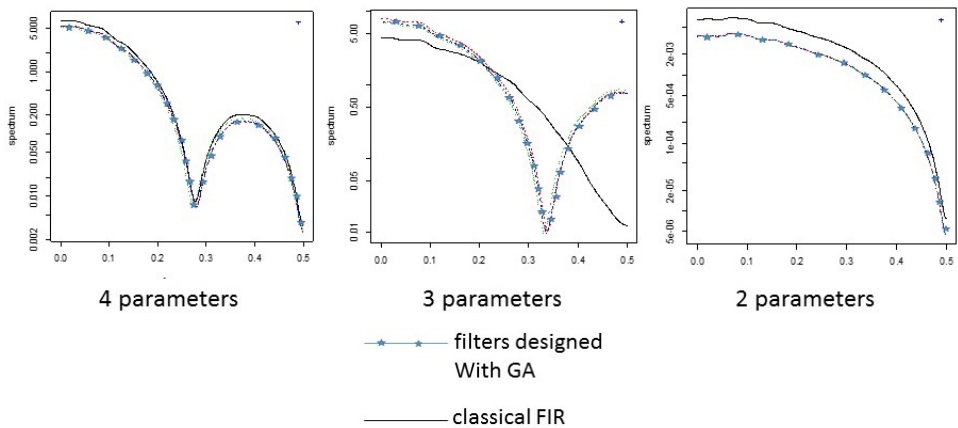 5.000
1.000
0.200
0.050
0.010
0.002
spectrum
0.0 0.1 0.2 0.3 0.4 0.5
4 parameters
5.00
0.50
0.05
0.01
spectrum
0.0 0.1 0.2 0.3 0.4 0.5
3 parameters
2e-03
5e-04
1e-04
2e-05
5e-06
spectrum
0.0 0.1 0.2 0.3 0.4 0.5
2 parameters
filters designed
With GA
classical FIR